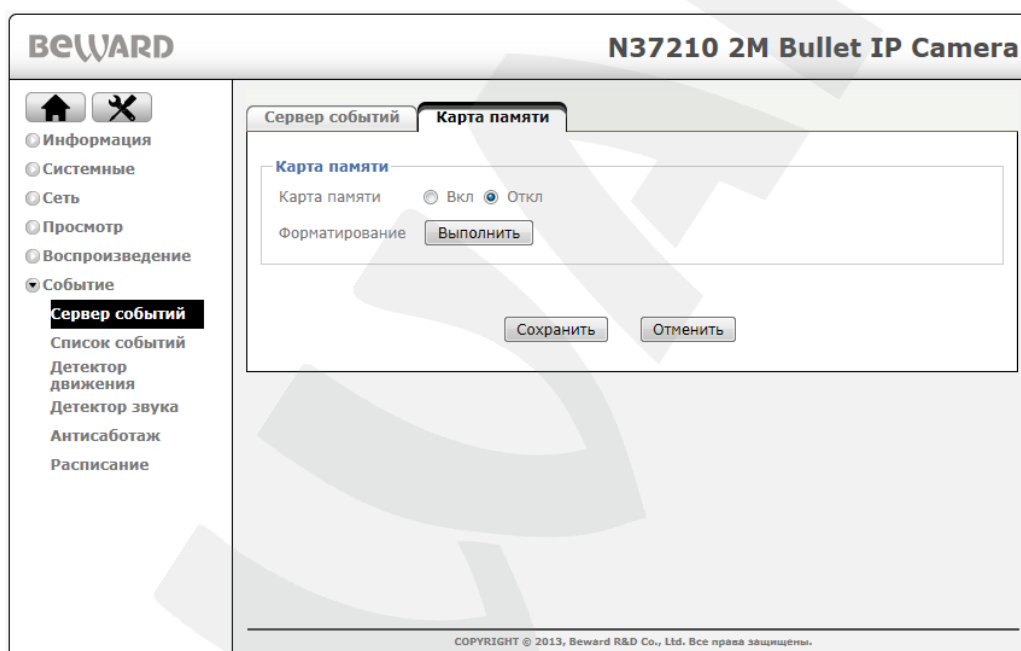 BEWARD
N37210 2M Bullet IP Camera
Информация
Системные
Сеть
Просмотр
Воспроизведение
Событие
Сервер событий
Список событий
Детектор
движения
Детектор звука
Антисаботаж
Расписание
Сервер событий
Карта памяти
Карта памяти
Карта памяти Вкл Откл
Форматирование Выполнить
Сохранить Отменить
COPYRIGHT © 2013, Beward R&D Co., Ltd. Все права защищены.